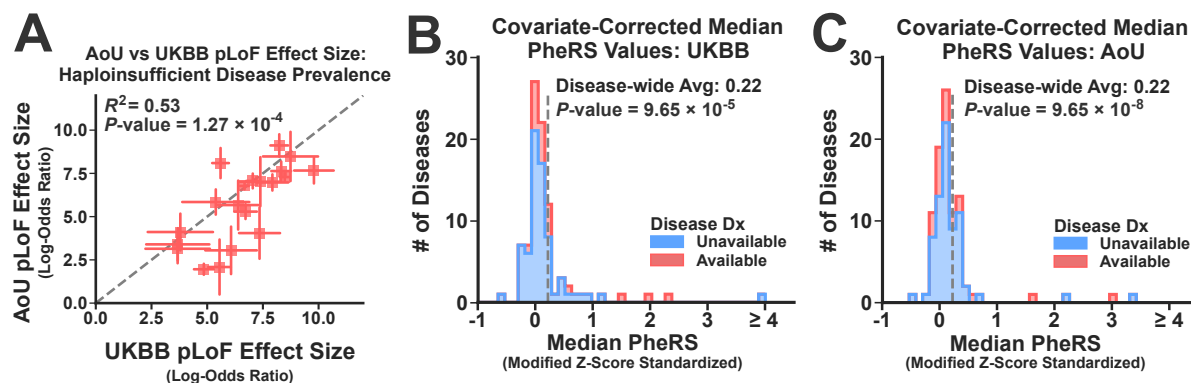 A
AoU vs UKBB pLoF Effect Size:
Haploinsufficient Disease Prevalence
R² = 0.53
P-value = 1.27 × 10⁻⁴
AoU pLoF Effect Size
(Log-Odds Ratio)
10.0
7.5
5.0
2.5
0.0
0.0 2.5 5.0 7.5 10.0
UKBB pLoF Effect Size
(Log-Odds Ratio)
B
Covariate-Corrected Median
PheRS Values: UKBB
Disease-wide Avg: 0.22
P-value = 9.65 × 10⁻⁵
# of Diseases
30
20
10
0
Disease Dx
Unavailable
Available
-1 0 1 2 3 ≥ 4
Median PheRS
(Modified Z-Score Standardized)
C
Covariate-Corrected Median
PheRS Values: AoU
Disease-wide Avg: 0.22
P-value = 9.65 × 10⁻⁸
# of Diseases
30
20
10
0
Disease Dx
Unavailable
Available
-1 0 1 2 3 ≥ 4
Median PheRS
(Modified Z-Score Standardized)